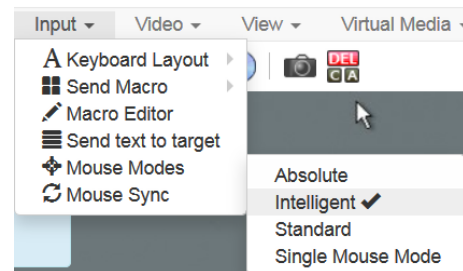 Input Video View Virtual Media
A Keyboard Layout
Send Macro
Macro Editor
Send text to target
Mouse Modes
Mouse Sync
DEL
C A
Absolute
Intelligent
Standard
Single Mouse Mode